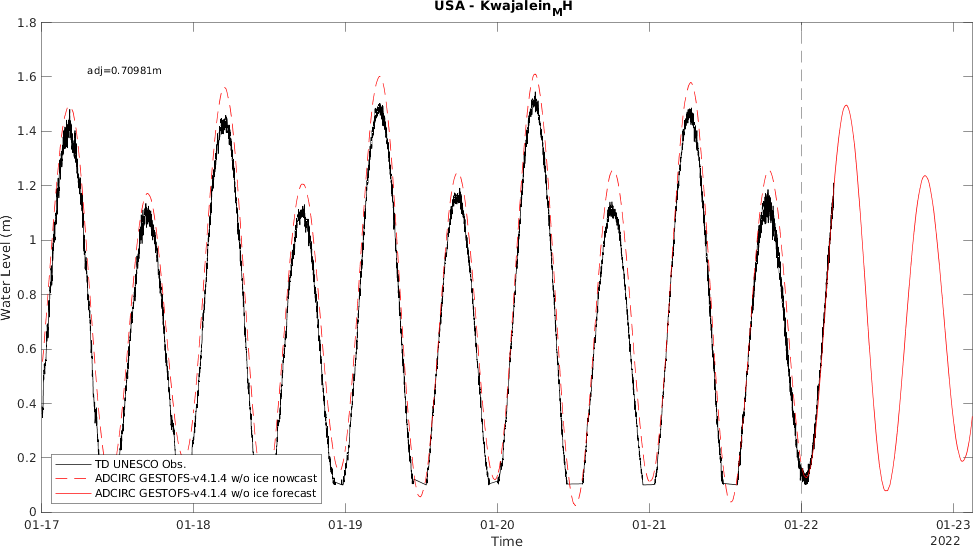 USA - Kwajalein_MH
1.8
1.6
1.4
1.2
1
0.8
0.6
0.4
0.2
0
Water Level (m)
adj=0.70981m
TD UNESCO Obs.
ADCIRC GESTOFS-v4.1.4 w/o ice nowcast
ADCIRC GESTOFS-v4.1.4 w/o ice forecast
01-17 01-18 01-19 01-20 01-21 01-22 01-23
Time 2022